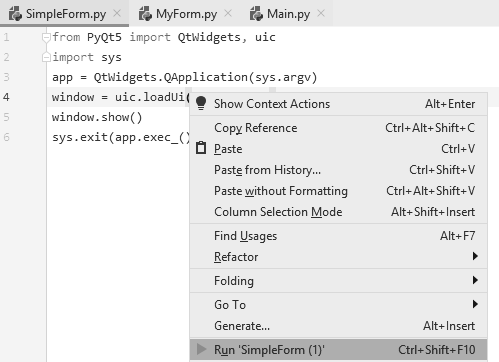 SimpleForm.py × MyForm.py × Main.py ×
1 from PyQt5 import QtWidgets, uic
2 import sys
3 app = QtWidgets.QApplication(sys.argv)
4 window = uic.loadUi(
5 window.show()
6 sys.exit(app.exec_()
Show Context Actions Alt+Enter
Copy Reference Ctrl+Alt+Shift+C
Paste Ctrl+V
Paste from History... Ctrl+Shift+V
Paste without Formatting Ctrl+Alt+Shift+V
Column Selection Mode Alt+Shift+Insert
Find Usages Alt+F7
Refactor
Folding
Go To
Generate... Alt+Insert
Run 'SimpleForm (1)' Ctrl+Shift+F10